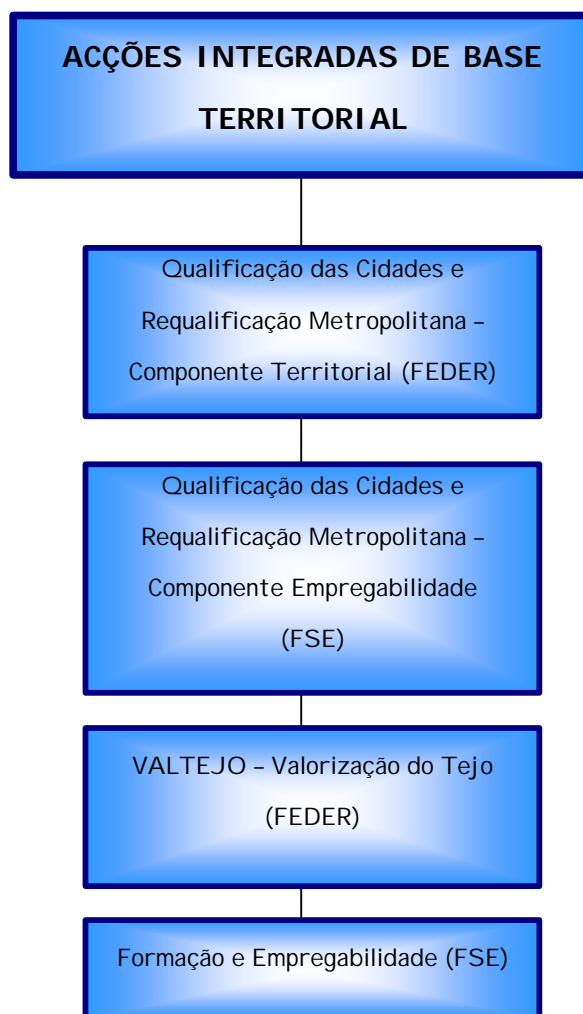 ACÇÕES INTEGRADAS DE BASE
TERRITORIAL
Qualificação das Cidades e
Requalificação Metropolitana –
Componente Territorial (FEDER)
Qualificação das Cidades e
Requalificação Metropolitana –
Componente Empregabilidade
(FSE)
VALTEJO – Valorização do Tejo
(FEDER)
Formação e Empregabilidade (FSE)